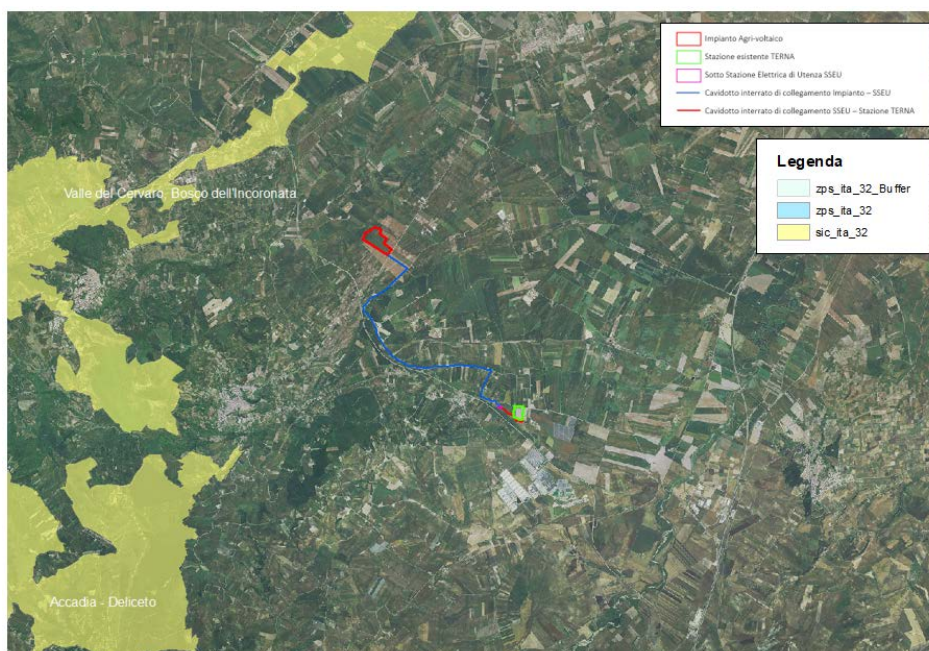 Impianto Agri-voltaico
Stazione esistente TERNA
Sotto Stazione Elettrica di Utenza SSEU
Cavidotto interrato di collegamento Impianto – SSEU
Cavidotto interrato di collegamento SSEU – Stazione TERNA
Legenda
zps_ita_32_Buffer
zps_ita_32
sic_ita_32
Valle del Cervaro, Bosco dell'Incoronata
Accadia - Deliceto